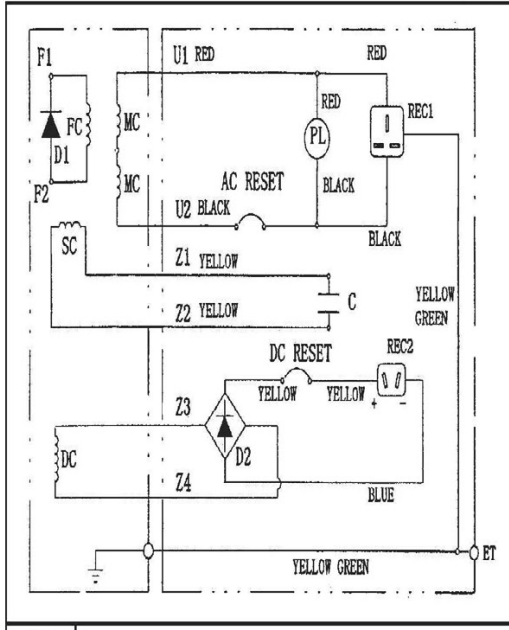 F1
U1 RED
RED
FC
D1
MC
RED
PL
REC1
MC
F2
AC RESET
BLACK
U2 BLACK
BLACK
SC
Z1 YELLOW
Z2 YELLOW
C
YELLOW
GREEN
DC RESET
REC2
YELLOW
YELLOW
+ -
Z3
D2
DC
Z4
BLUE
YELLOW GREEN
ET